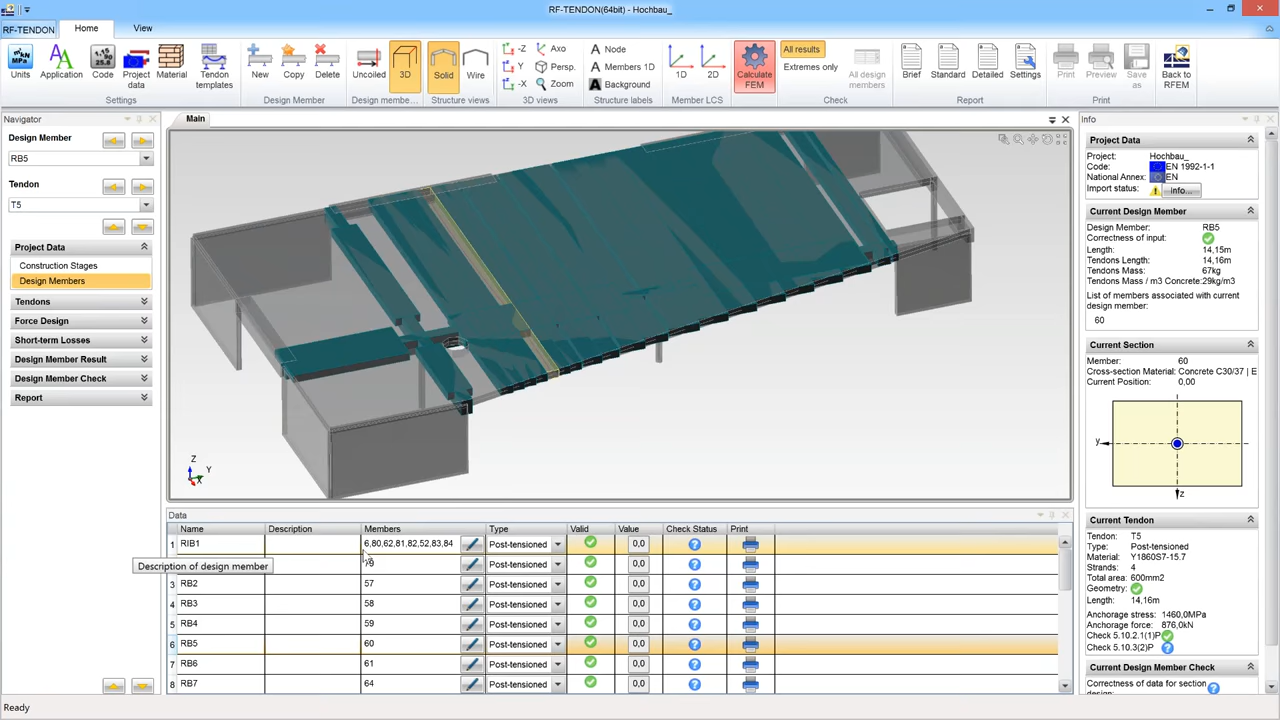 RF-TENDON(64bit) - Hochbau_
RF-TENDON
Home
View
Units
Application
Code
Project data
Material
Tendon templates
Settings
New
Copy
Delete
Design Member
Uncoiled
3D
Design membe...
Solid
Wire
Structure views
-Z
Y
-X
Axo
Persp.
Zoom
3D views
Node
Members 1D
Background
Structure labels
1D
2D
Member LCS
Calculate FEM
All results
Extremes only
All design members
Check
Brief
Standard
Detailed
Settings
Report
Print
Preview
Save as
Print
Back to RFEM
Navigator
Design Member
RB5
Tendon
T5
Project Data
Construction Stages
Design Members
Tendons
Force Design
Short-term Losses
Design Member Result
Design Member Check
Report
Main
Z
Y
X
Data
Name Description Members Type Valid Value Check Status Print
1 RIB1 6,80,62,81,82,52,83,84 Post-tensioned 0,0
Description of design member
Post-tensioned 0,0
3 RB2 57 Post-tensioned 0,0
4 RB3 58 Post-tensioned 0,0
5 RB4 59 Post-tensioned 0,0
6 RB5 60 Post-tensioned 0,0
7 RB6 61 Post-tensioned 0,0
8 RB7 64 Post-tensioned 0,0
Info
Project Data
Project: Hochbau_
Code: EN 1992-1-1
National Annex: EN
Import status: info...
Current Design Member
Design Member: RB5
Correctness of input:
Length: 14,15m
Tendons Length: 14,16m
Tendons Mass: 67kg
Tendons Mass / m3 Concrete: 29kg/m3
List of members associated with current
design member:
60
Current Section
Member: 60
Cross-section Material: Concrete C30/37 | E
Current Position: 0,00
y
z
Current Tendon
Tendon: T5
Type: Post-tensioned
Material: Y1860S7-15.7
Strands: 4
Total area: 600mm2
Geometry:
Length: 14,16m
Anchorage stress: 1460,0MPa
Anchorage force: 876,0kN
Check 5.10.2.1(1)P
Check 5.10.3(2)P
Current Design Member Check
Correctness of data for section
design:
Ready